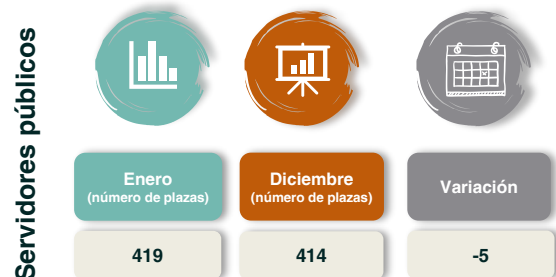 Servidores públicos
Enero
(número de plazas)
Diciembre
(número de plazas)
Variación
419
414
-5